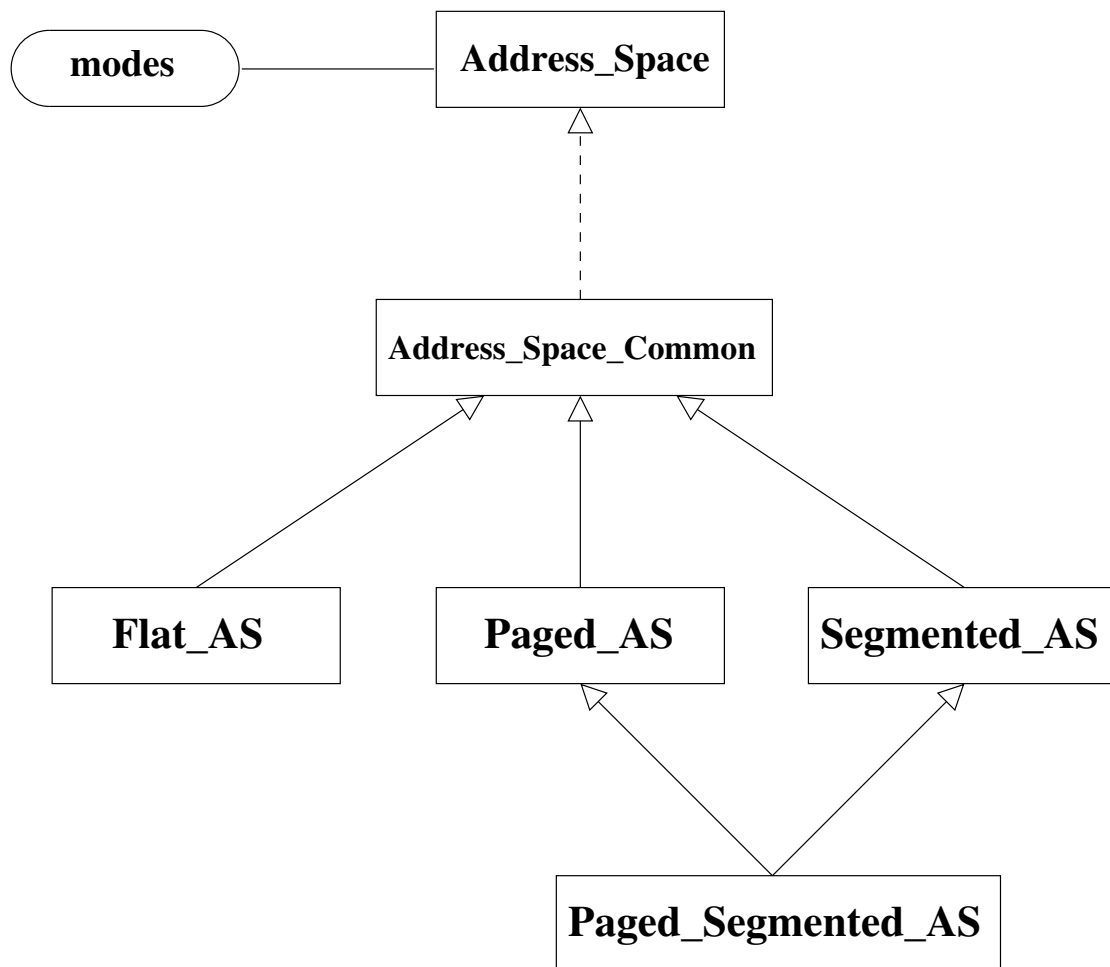 modes
Address_Space
Address_Space_Common
Flat_AS
Paged_AS
Segmented_AS
Paged_Segmented_AS